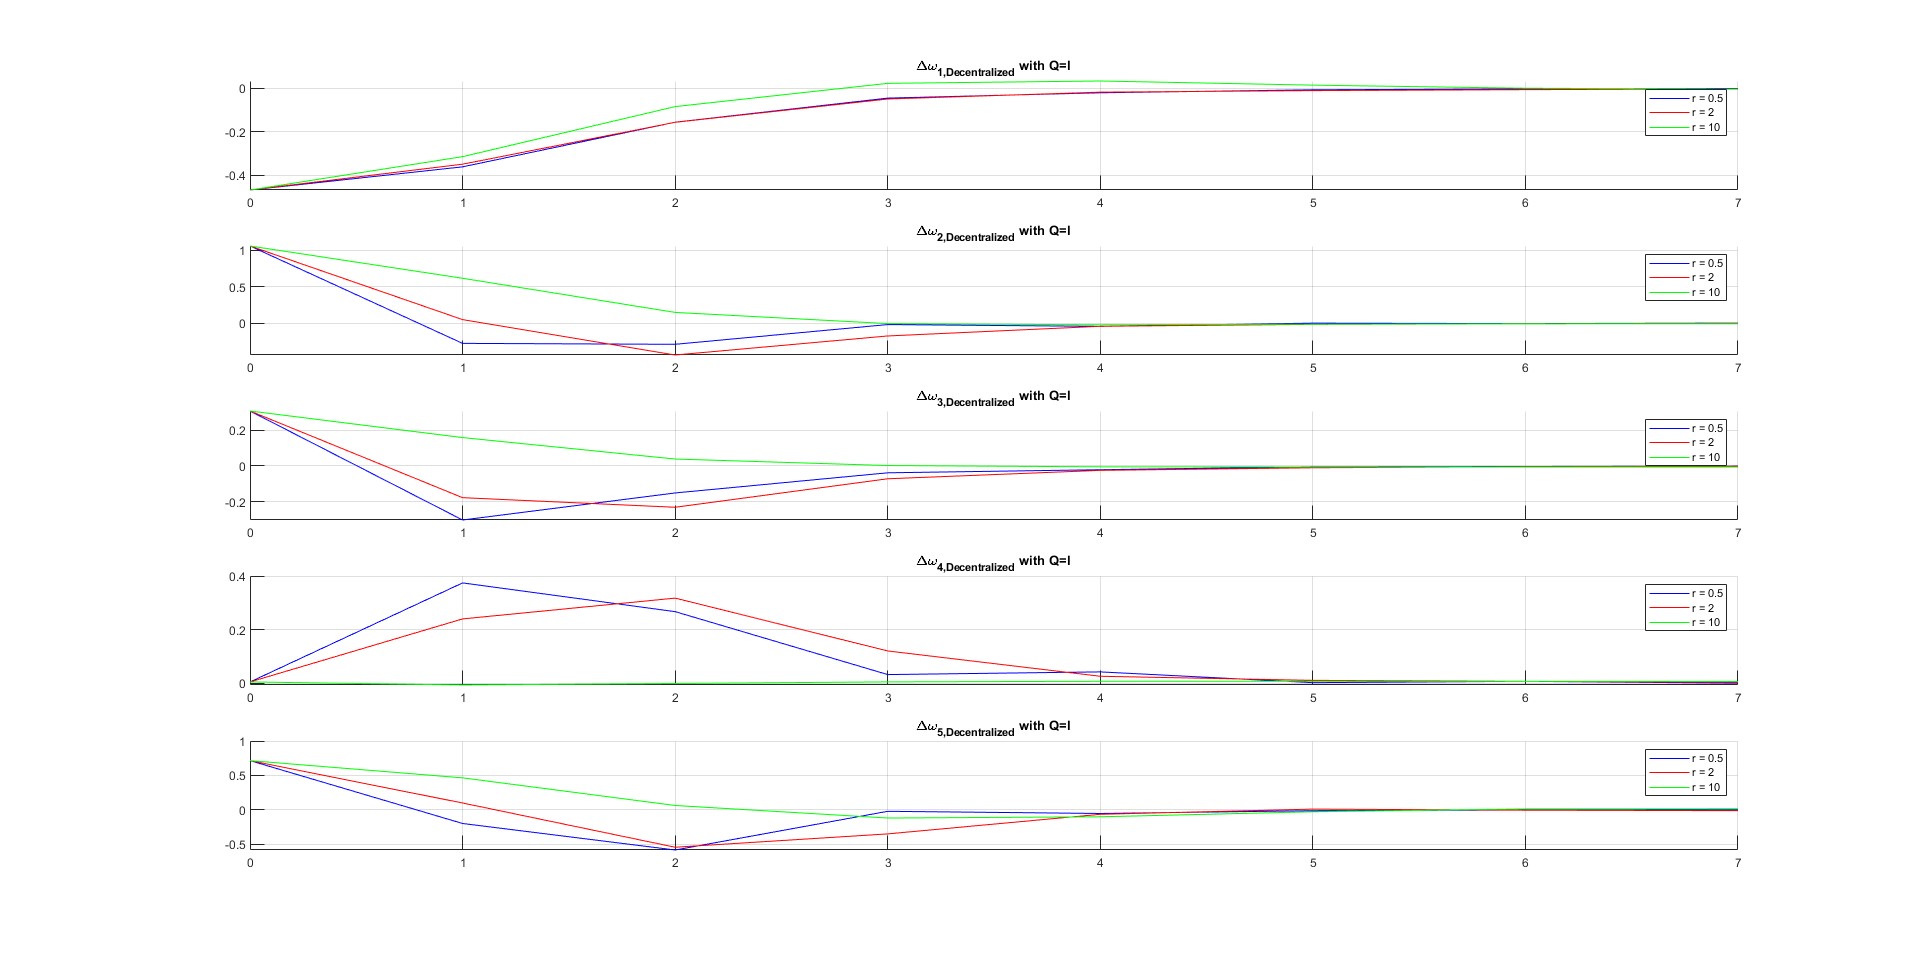 Δω1,Decentralized with Q=I
0
-0.2
-0.4
r = 0.5
r = 2
r = 10
0 1 2 3 4 5 6 7
Δω2,Decentralized with Q=I
1
0.5
0
r = 0.5
r = 2
r = 10
0 1 2 3 4 5 6 7
Δω3,Decentralized with Q=I
0.2
0
-0.2
r = 0.5
r = 2
r = 10
0 1 2 3 4 5 6 7
Δω4,Decentralized with Q=I
0.4
0.2
0
r = 0.5
r = 2
r = 10
0 1 2 3 4 5 6 7
Δω5,Decentralized with Q=I
1
0.5
0
-0.5
r = 0.5
r = 2
r = 10
0 1 2 3 4 5 6 7